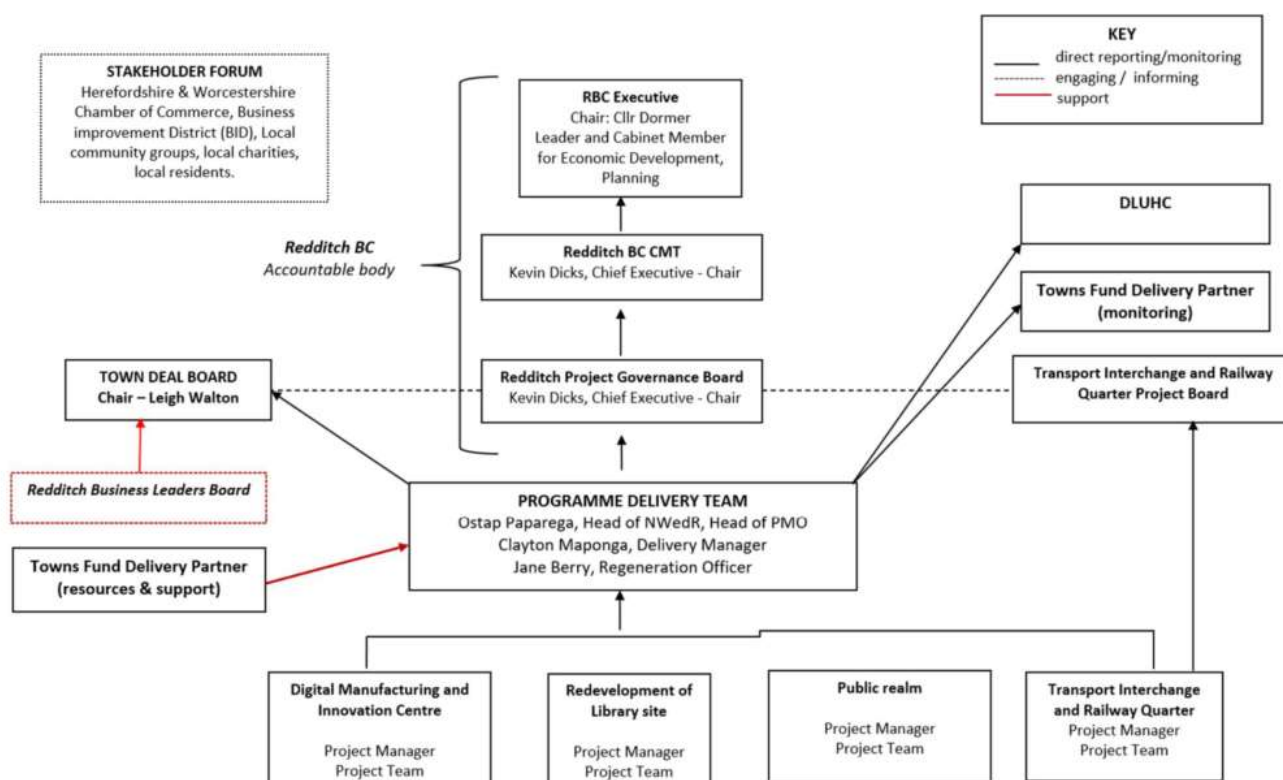 STAKEHOLDER FORUM
Herefordshire & Worcestershire
Chamber of Commerce, Business
improvement District (BID), Local
community groups, local charities,
local residents.
RBC Executive
Chair: Cllr Dormer
Leader and Cabinet Member
for Economic Development,
Planning
KEY
direct reporting/monitoring
engaging / informing
support
Redditch BC
Accountable body
Redditch BC CMT
Kevin Dicks, Chief Executive - Chair
DLUHC
Towns Fund Delivery Partner
(monitoring)
TOWN DEAL BOARD
Chair – Leigh Walton
Redditch Project Governance Board
Kevin Dicks, Chief Executive - Chair
Transport Interchange and Railway
Quarter Project Board
Redditch Business Leaders Board
Towns Fund Delivery Partner
(resources & support)
PROGRAMME DELIVERY TEAM
Ostap Paparega, Head of NWedR, Head of PMO
Clayton Maponga, Delivery Manager
Jane Berry, Regeneration Officer
Digital Manufacturing and
Innovation Centre
Project Manager
Project Team
Redevelopment of
Library site
Project Manager
Project Team
Public realm
Project Manager
Project Team
Transport Interchange
and Railway Quarter
Project Manager
Project Team